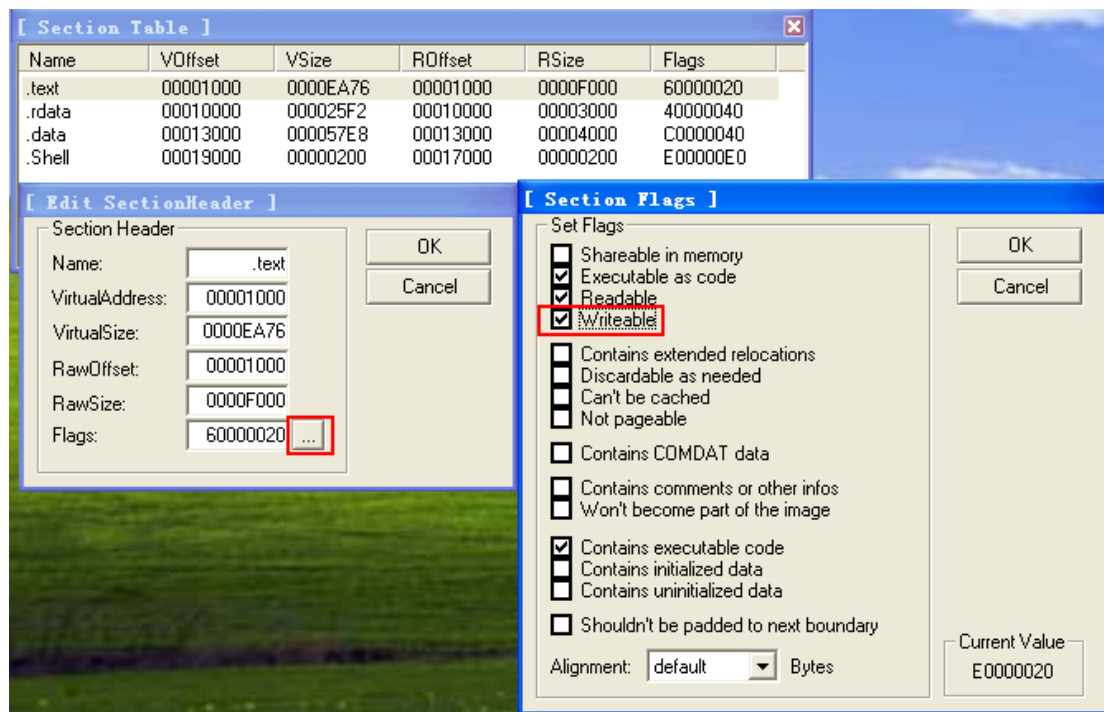 [ Section Table ]
Name VOffset VSize ROffset RSize Flags
.text 00001000 0000EA76 00001000 0000F000 60000020
.rdata 00010000 000025F2 00010000 00003000 40000040
.data 00013000 000057E8 00013000 00004000 C0000040
.Shell 00019000 00000200 00017000 00000200 E00000E0
[ Edit SectionHeader ]
Section Header
Name: .text
VirtualAddress: 00001000
VirtualSize: 0000EA76
RawOffset: 00001000
RawSize: 0000F000
Flags: 60000020 ...
OK
Cancel
[ Section Flags ]
Set Flags
Shareable in memory
Executable as code
Readable
Writeable
Contains extended relocations
Discardable as needed
Can't be cached
Not pageable
Contains COMDAT data
Contains comments or other infos
Won't become part of the image
Contains executable code
Contains initialized data
Contains uninitialized data
Shouldn't be padded to next boundary
Alignment: default Bytes
OK
Cancel
Current Value
E0000020